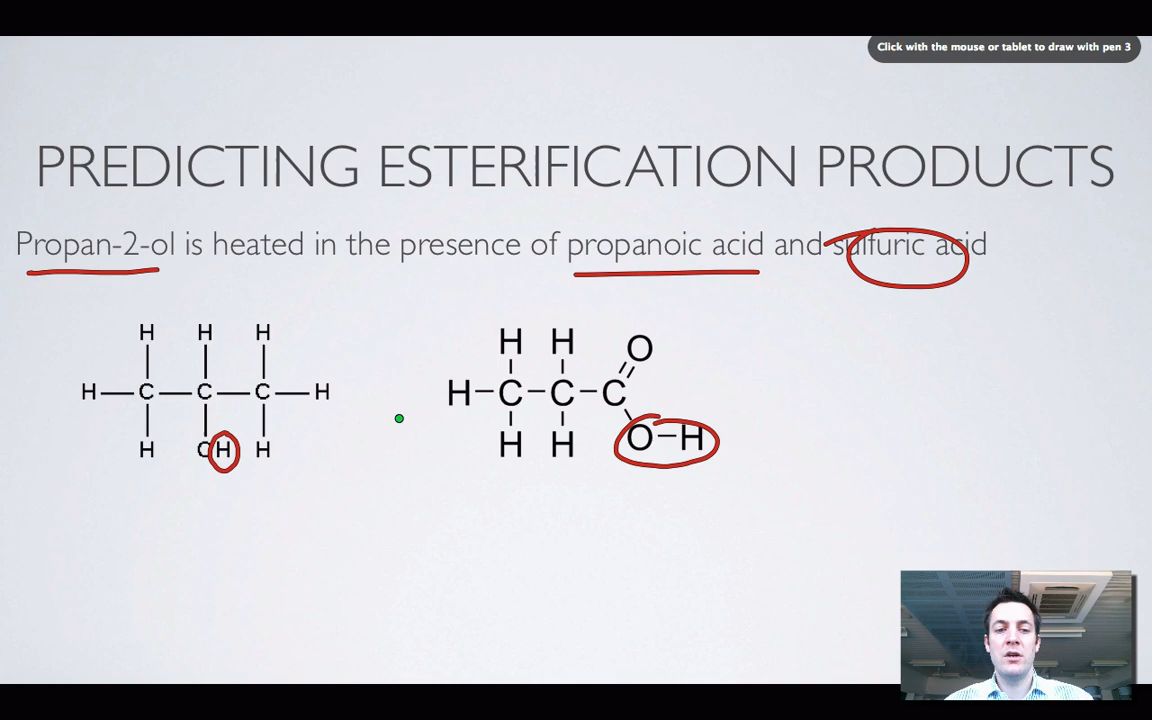 Click with the mouse or tablet to draw with pen 3
PREDICTING ESTERIFICATION PRODUCTS
Propan-2-ol is heated in the presence of propanoic acid and sulfuric acid
H H H
H C C C H
H OH H
H H O
H C C C
H H O H